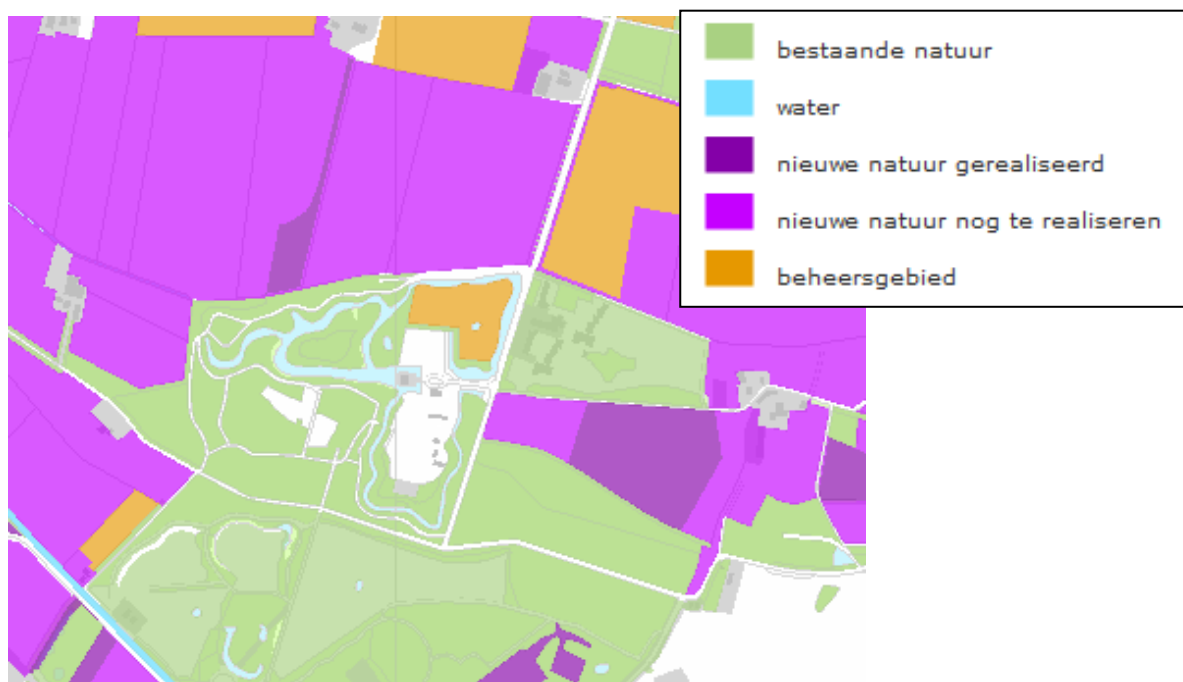 bestaande natuur
water
nieuwe natuur gerealiseerd
nieuwe natuur nog te realiseren
beheersgebied